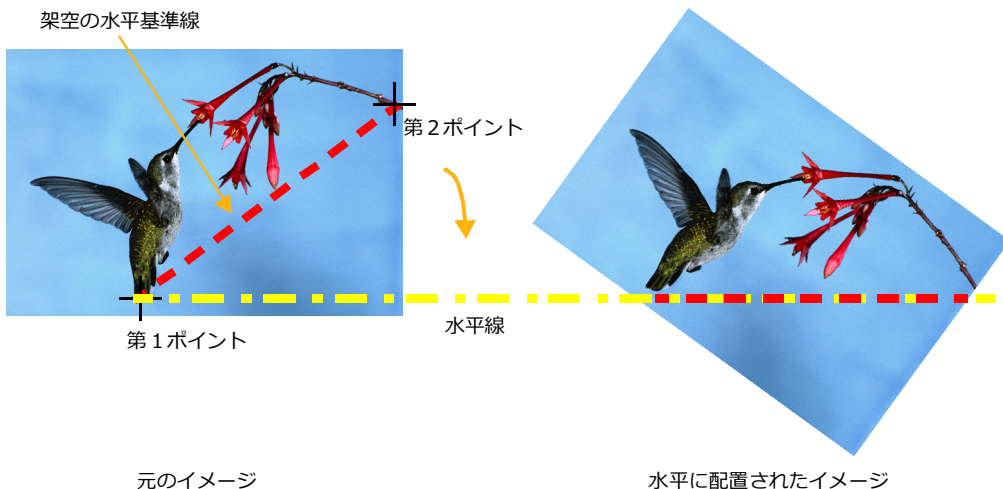 架空の水平基準線
第２ポイント
水平線
第１ポイント
元のイメージ
水平に配置されたイメージ